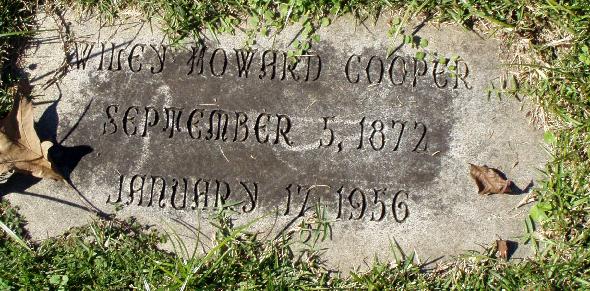 WILEY HOWARD COOPER
SEPTEMBER 5, 1872
JANUARY 17 1956